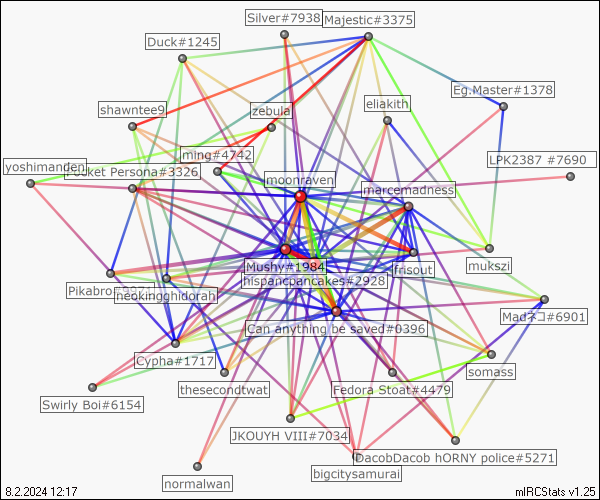 Silver#7938
Majestic#3375
Duck#1245
Eg.Master#1378
shawntee9
zebula
eliakith
ming#4742
LPK2387 #7690
yoshimanden
Pocket Persona#3326
moonraven
marcemadness
Mushy#1984
frisout
mukszi
hispanicpancakes#2928
neokingghidorah
Madネコ#6901
Can anything be saved#0396
Cypha#1717
somass
thesecondtwat
Fedora Stoat#4479
Swirly Boi#6154
JKOUYH VIII#7034
DacobDacob hORNY police#5271
normalwan
bigcitysamurai
8.2.2024 12:17
mIRCStats v1.25